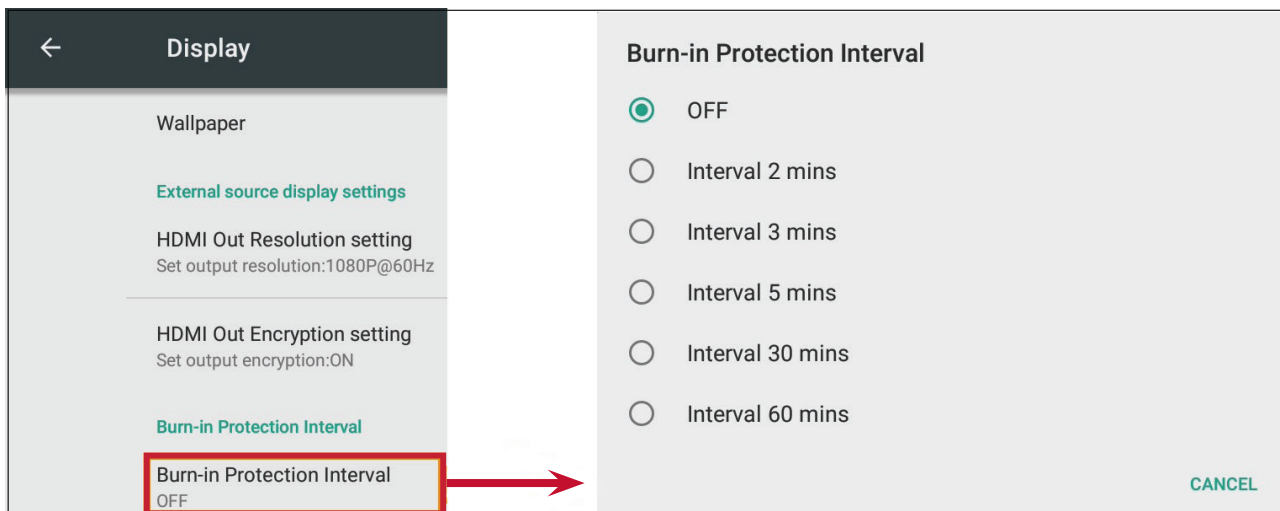 Display
Wallpaper
External source display settings
HDMI Out Resolution setting
Set output resolution:1080P@60Hz
HDMI Out Encryption setting
Set output encryption:ON
Burn-in Protection Interval
Burn-in Protection Interval
OFF
Burn-in Protection Interval
OFF
Interval 2 mins
Interval 3 mins
Interval 5 mins
Interval 30 mins
Interval 60 mins
CANCEL